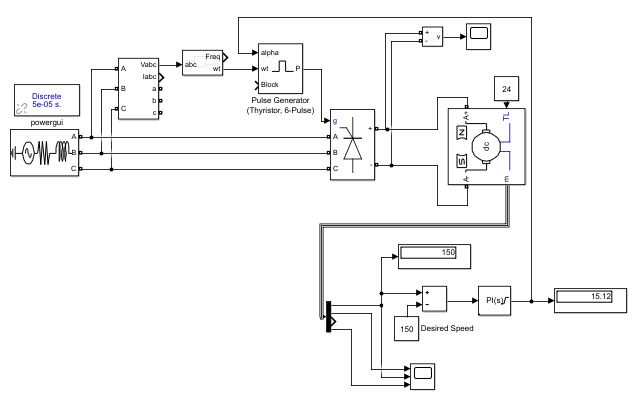 v
+
-
Vabc
Iabc
a
b
c
A
B
C
abc
Freq
wt
alpha
wt
Block
P
Pulse Generator
(Thyristor, 6-Pulse)
24
Discrete
5e-05 s.
powergui
A
B
C
g
A
B
C
+
-
A+
TL
dc
A-
E
150
+
-
PI(s)
15.12
150
Desired Speed